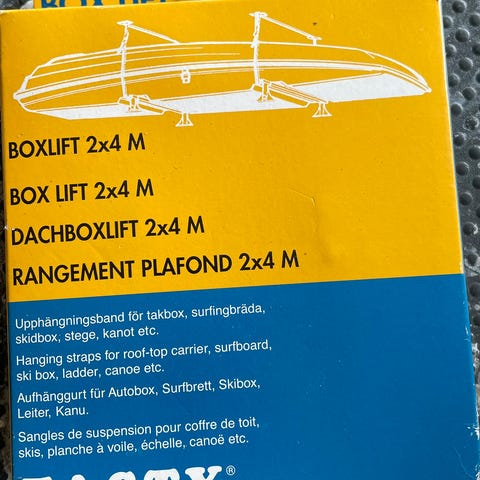 BOXLIFT 2x4 M
BOX LIFT 2x4 M
DACHBOXLIFT 2x4 M
RANGEMENT PLAFOND 2x4 M
Upphängningsband för takbox, surfingbräda,
skidbox, stege, kanot etc.
Hanging straps for roof-top carrier, surfboard,
ski box, ladder, canoe etc.
Aufhänggurt für Autobox, Surfbrett, Skibox,
Leiter, Kanu.
Sangles de suspension pour coffre de toit,
skis, planche à voile, échelle, canoë etc.